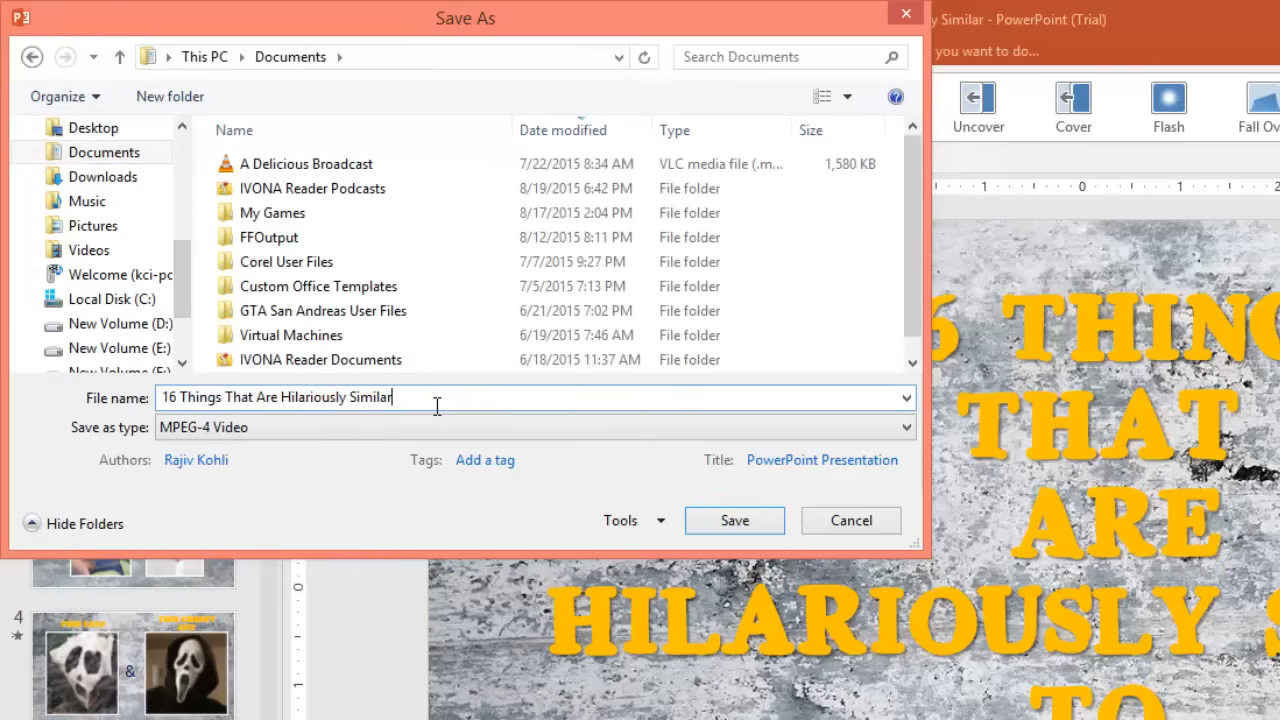 Save As
y Similar - PowerPoint (Trial)
you want to do...
This PC
Documents
Search Documents
Organize
New folder
Uncover
Cover
Flash
Fall Ov
Desktop
Documents
Downloads
Music
Pictures
Videos
Welcome (kci-pc
Local Disk (C:)
New Volume (D:)
New Volume (E:)
Name Date modified Type Size
A Delicious Broadcast 7/22/2015 8:34 AM VLC media file (.m... 1,580 KB
IVONA Reader Podcasts 8/19/2015 6:42 PM File folder
My Games 8/17/2015 2:04 PM File folder
FFOutput 8/12/2015 8:11 PM File folder
Corel User Files 7/7/2015 9:27 PM File folder
Custom Office Templates 7/5/2015 7:13 PM File folder
GTA San Andreas User Files 6/21/2015 7:02 PM File folder
Virtual Machines 6/19/2015 7:46 AM File folder
IVONA Reader Documents 6/18/2015 11:37 AM File folder
File name: 16 Things That Are Hilariously Similar
Save as type: MPEG-4 Video
Authors: Rajiv Kohli Tags: Add a tag Title: PowerPoint Presentation
Hide Folders
Tools Save Cancel
1 0 1 2
0
1
4
&
6 THING
THAT
ARE
HILARIOUSLY S
TO